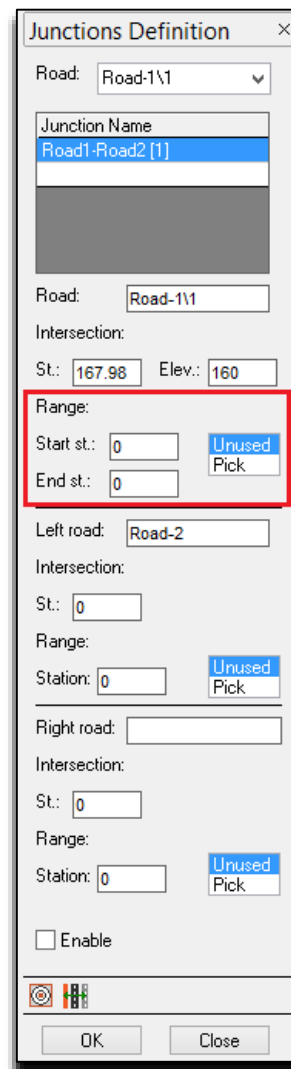 Junctions Definition
Road: Road-1\1
Junction Name
Road1-Road2 [1]
Road: Road-1\1
Intersection:
St.: 167.98 Elev.: 160
Range:
Start st.: 0 Unused
Pick
End st.: 0
Left road: Road-2
Intersection:
St.: 0
Range:
Unused
Station: 0 Pick
Right road:
Intersection:
St.: 0
Range:
Unused
Station: 0 Pick
Enable
OK Close